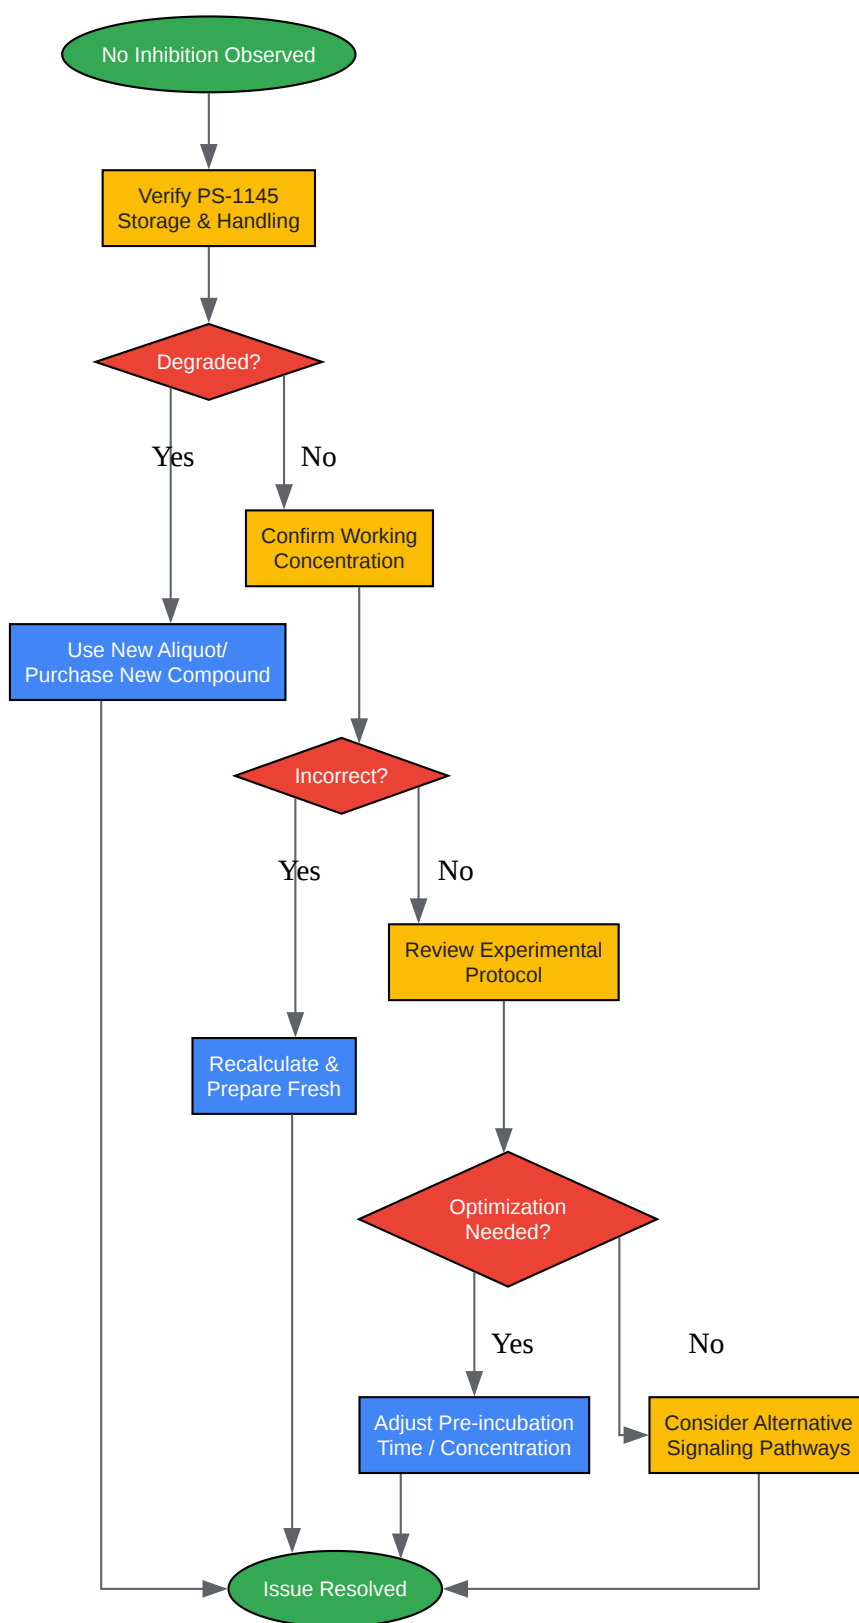 No Inhibition Observed
Verify PS-1145
Storage & Handling
Degraded?
Yes
No
Confirm Working
Concentration
Use New Aliquot/
Purchase New Compound
Incorrect?
Yes
No
Review Experimental
Protocol
Recalculate &
Prepare Fresh
Optimization
Needed?
Yes
No
Adjust Pre-incubation
Time / Concentration
Consider Alternative
Signaling Pathways
Issue Resolved